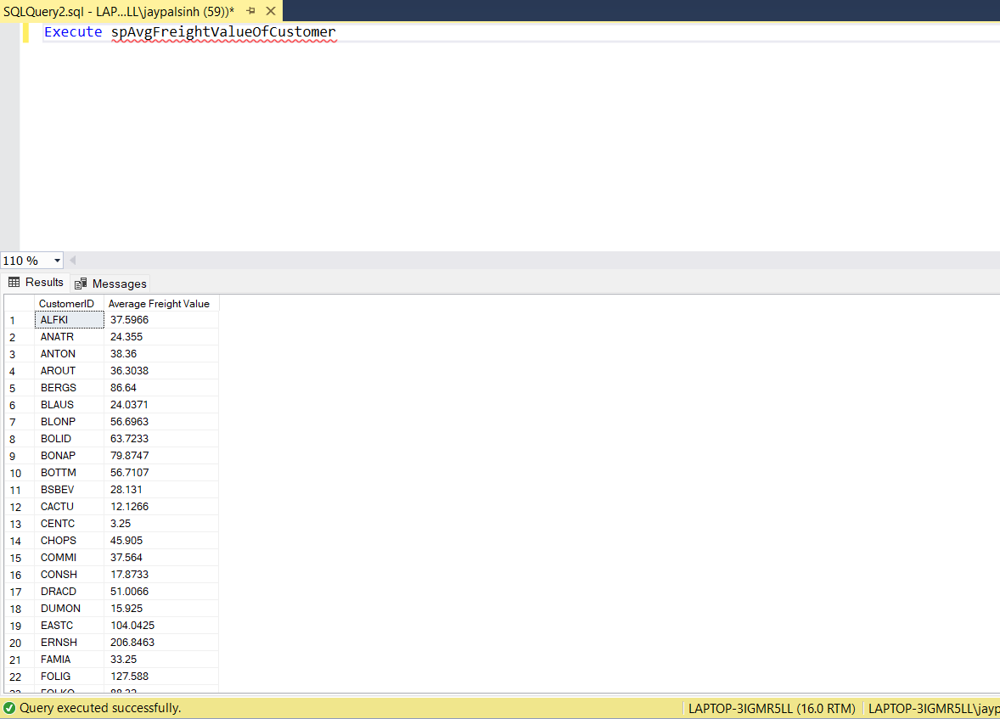 SQLQuery2.sql - LAP...LL\jaypalsinh (59))*
Execute spAvgFreightValueOfCustomer
110 %
Results Messages
CustomerID Average Freight Value
1 ALFKI 37.5966
2 ANATR 24.355
3 ANTON 38.36
4 AROUT 36.3038
5 BERGS 86.64
6 BLAUS 24.0371
7 BLONP 56.6963
8 BOLID 63.7233
9 BONAP 79.8747
10 BOTTM 56.7107
11 BSBEV 28.131
12 CACTU 12.1266
13 CENTC 3.25
14 CHOPS 45.905
15 COMMI 37.564
16 CONSH 17.8733
17 DRACD 51.0066
18 DUMON 15.925
19 EASTC 104.0425
20 ERNSH 206.8463
21 FAMIA 33.25
22 FOLIG 127.588
Query executed successfully. LAPTOP-3IGMR5LL (16.0 RTM) LAPTOP-3IGMR5LL\jayp